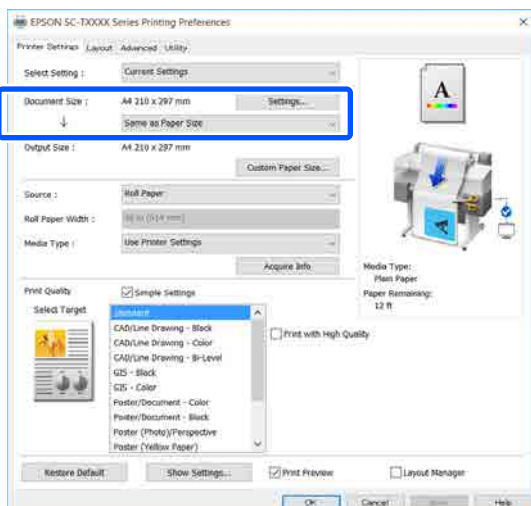 EPSON SC-TXXXX Series Printing Preferences
Printer Settings Layout Advanced Utility
Select Setting : Current Settings
Document Size : A4 210 x 297 mm Settings...
↓ Same as Paper Size
Output Size : A4 210 x 297 mm
Custom Paper Size...
Source : Roll Paper
Roll Paper Width :
Media Type : Use Printer Settings
Acquire Info
Media Type:
Plain Paper
Paper Remaining:
12 ft
Print Quality Simple Settings
Select Target
Standard
CAD/Line Drawing - Black
CAD/Line Drawing - Color
CAD/Line Drawing - Bi-Level
GIS - Black
GIS - Color
Poster/Document - Color
Poster/Document - Black
Poster (Photo)/Perspective
Poster (Yellow Paper)
Print with High Quality
Restore Default Show Settings... Print Preview Layout Manager
OK Cancel Help
A
A